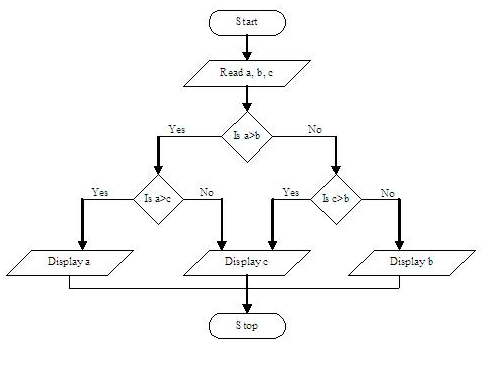 Start
Read a, b, c
Is a>b
Yes
No
Is a>c
Yes
No
Is c>b
Yes
No
Display a
Display c
Display b
Stop